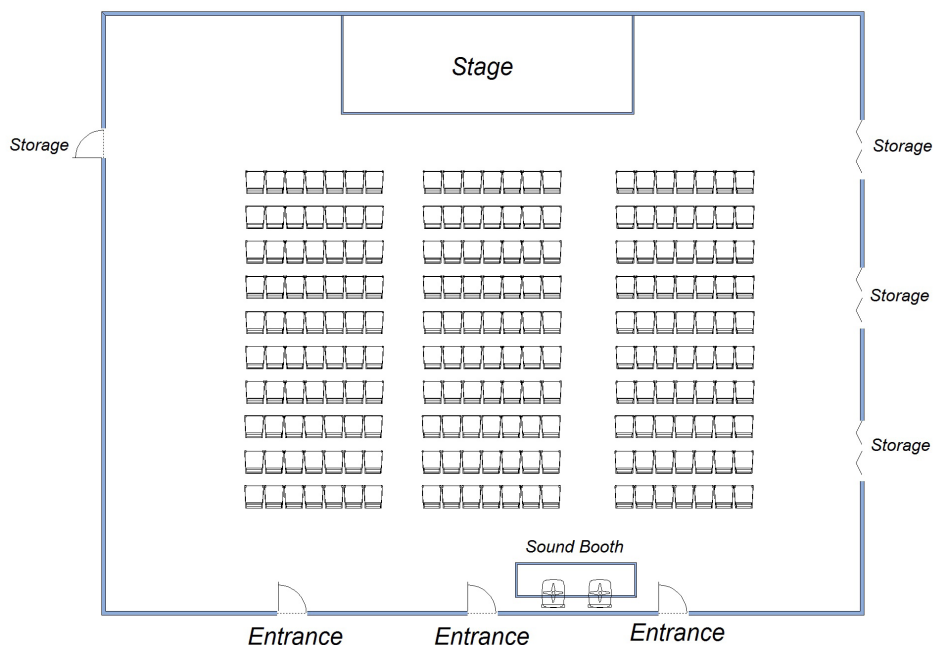 Stage
Storage
Storage
Storage
Storage
Sound Booth
Entrance
Entrance
Entrance